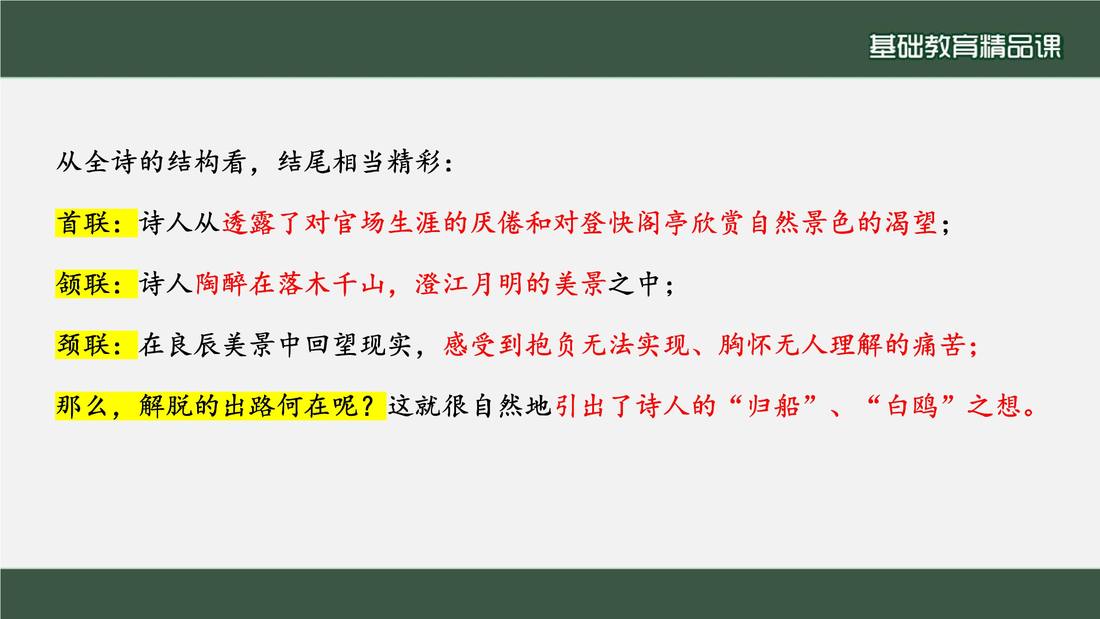 基础教育精品课
从全诗的结构看，结尾相当精彩：
首联：诗人从透露了对官场生涯的厌倦和对登快阁亭欣赏自然景色的渴望；
颔联：诗人陶醉在落木千山，澄江月明的美景之中；
颈联：在良辰美景中回望现实，感受到抱负无法实现、胸怀无人理解的痛苦；
那么，解脱的出路何在呢？这就很自然地引出了诗人的“归船”、“白鸥”之想。